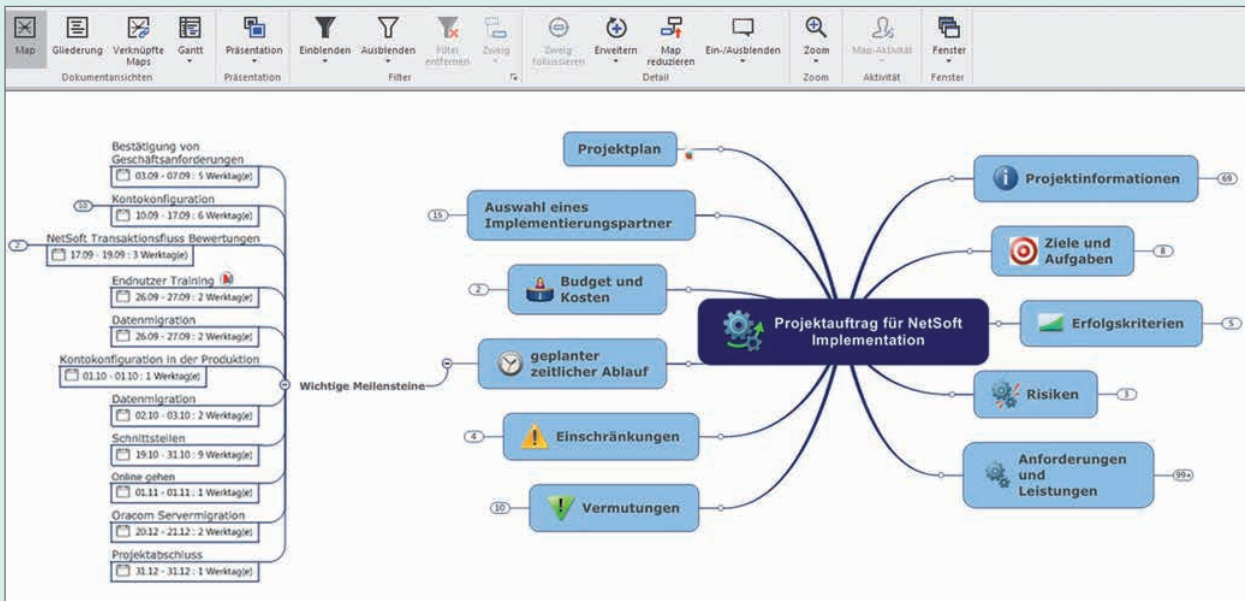 Map
Gliederung
Verknüpfte
Maps
Gantt
Präsentation
Einblenden
Ausblenden
Filter
entfernen
Zweig
Zweig
fokussieren
Erweitern
Map
reduzieren
Ein-/Ausblenden
Zoom
Map-Aktivität
Fenster
Dokumentansichten
Präsentation
Filter
Detail
Zoom
Aktivität
Fenster
Bestätigung von
Geschäftsanforderungen
03.09 - 07.09 : 5 Werktag(e)
10
Kontokonfiguration
10.09 - 17.09 : 6 Werktag(e)
2
NetSoft Transaktionsfluss Bewertungen
17.09 - 19.09 : 3 Werktag(e)
Endnutzer Training
26.09 - 27.09 : 2 Werktag(e)
Datenmigration
26.09 - 27.09 : 2 Werktag(e)
Kontokonfiguration in der Produktion
01.10 - 01.10 : 1 Werktag(e)
Datenmigration
02.10 - 03.10 : 2 Werktag(e)
Schnittstellen
19.10 - 31.10 : 9 Werktag(e)
Online gehen
01.11 - 01.11 : 1 Werktag(e)
Oracom Servermigration
20.12 - 21.12 : 2 Werktag(e)
Projektabschluss
31.12 - 31.12 : 1 Werktag(e)
Wichtige Meilensteine
Projektplan
15
Auswahl eines
Implementierungspartner
2
Budget und
Kosten
geplanter
zeitlicher Ablauf
4
Einschränkungen
10
Vermutungen
Projektauftrag für NetSoft
Implementation
Projektinformationen
69
Ziele und
Aufgaben
8
Erfolgskriterien
5
Risiken
3
Anforderungen
und
Leistungen
99+